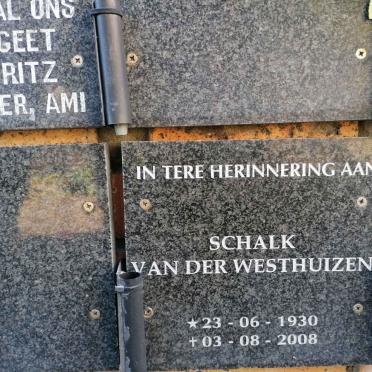 AL ONS
GEET
RITZ
ER, AMI
IN TERE HERINNERING AAN
SCHALK
VAN DER WESTHUIZEN
★ 23 - 06 - 1930
✝ 03 - 08 - 2008